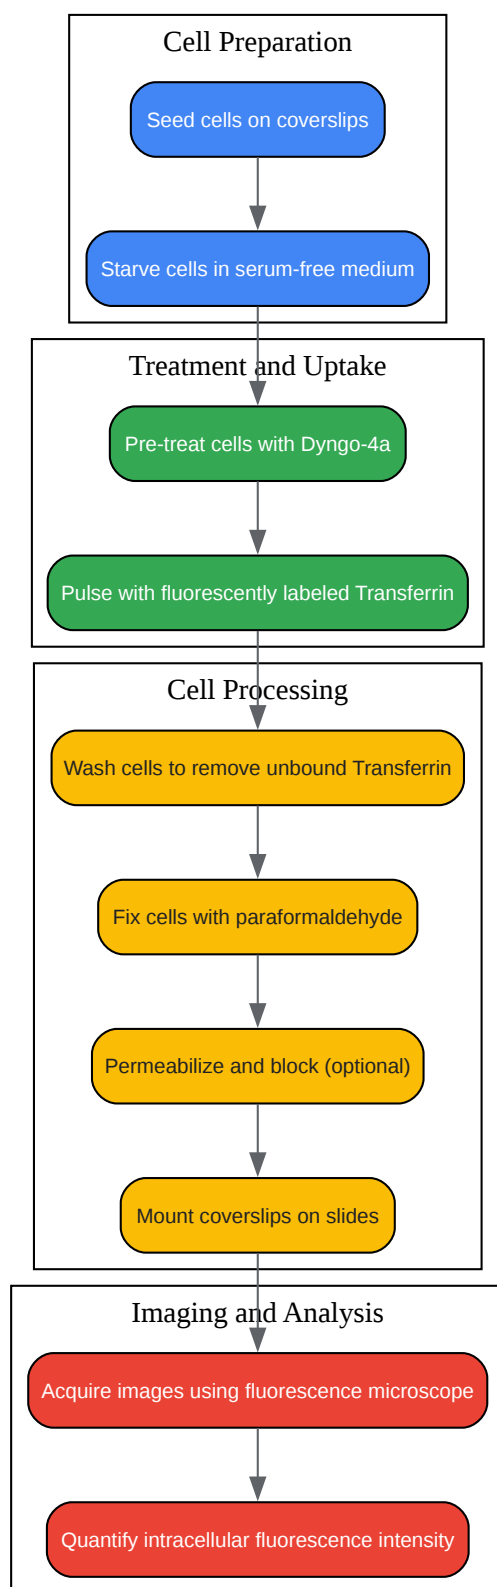 Cell Preparation
Seed cells on coverslips
Starve cells in serum-free medium
Treatment and Uptake
Pre-treat cells with Dyngo-4a
Pulse with fluorescently labeled Transferrin
Cell Processing
Wash cells to remove unbound Transferrin
Fix cells with paraformaldehyde
Permeabilize and block (optional)
Mount coverslips on slides
Imaging and Analysis
Acquire images using fluorescence microscope
Quantify intracellular fluorescence intensity